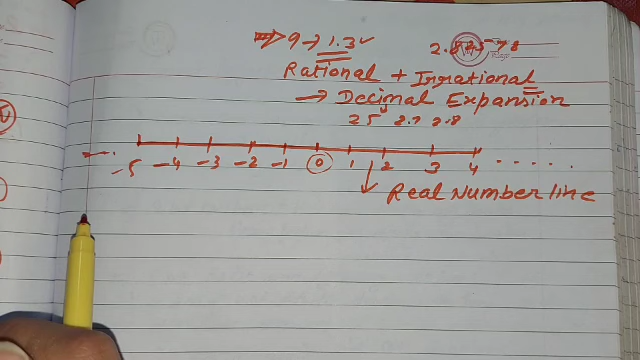 9 → 1.3 ✓
Rational + Irrational
→ Decimal Expansion
2.5 2.7 2.8
-5 -4 -3 -2 -1 0 1 2 3 4 . . . . .
Real Number line